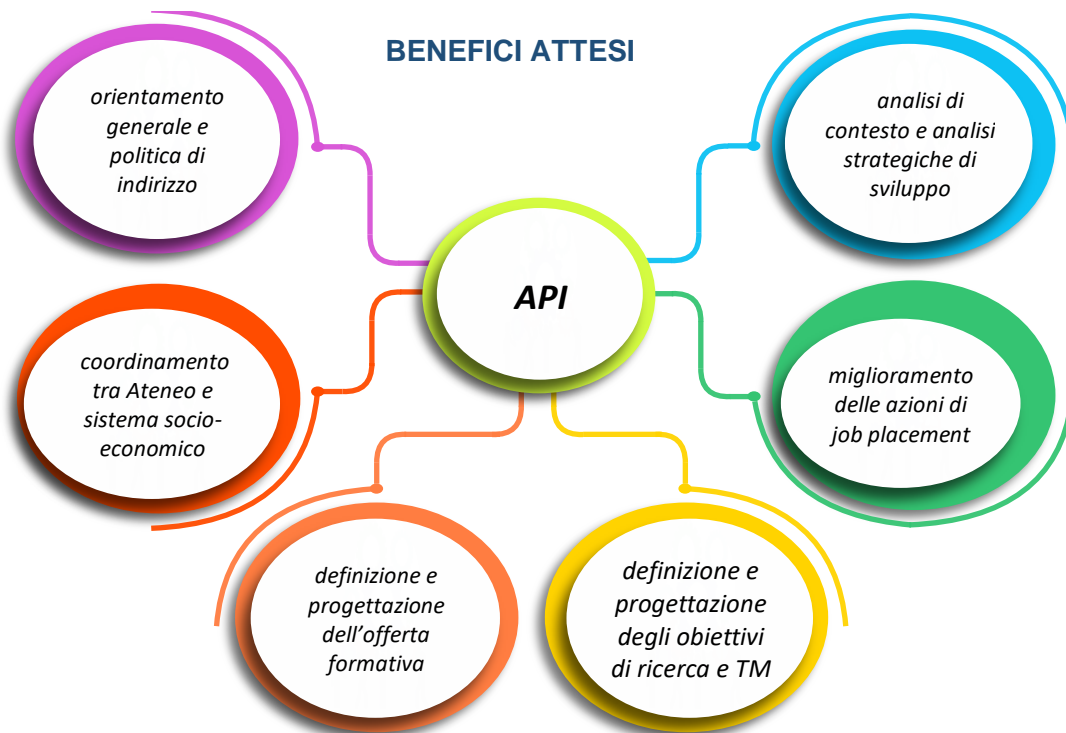 BENEFICI ATTESI
orientamento
generale e
politica di
indirizzo
analisi di
contesto e analisi
strategiche di
sviluppo
API
coordinamento
tra Ateneo e
sistema socio-
economico
miglioramento
delle azioni di
job placement
definizione e
progettazione
dell’offerta
formativa
definizione e
progettazione
degli obiettivi
di ricerca e TM